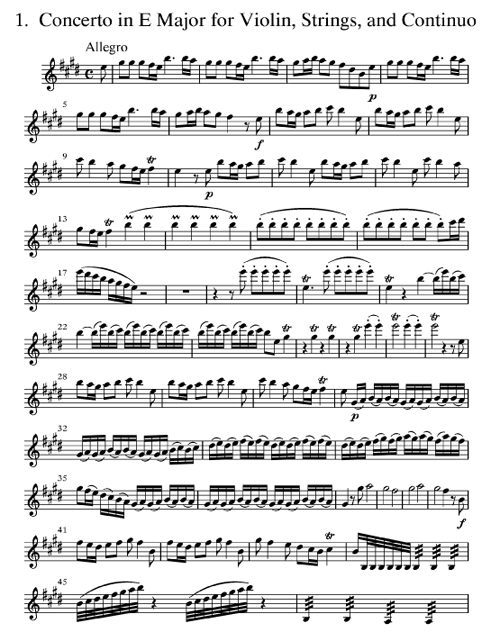 1. Concerto in E Major for Violin, Strings, and Continuo
Allegro
p
5
f
9
p
13
17
22
28
p
32
35
f
41
45